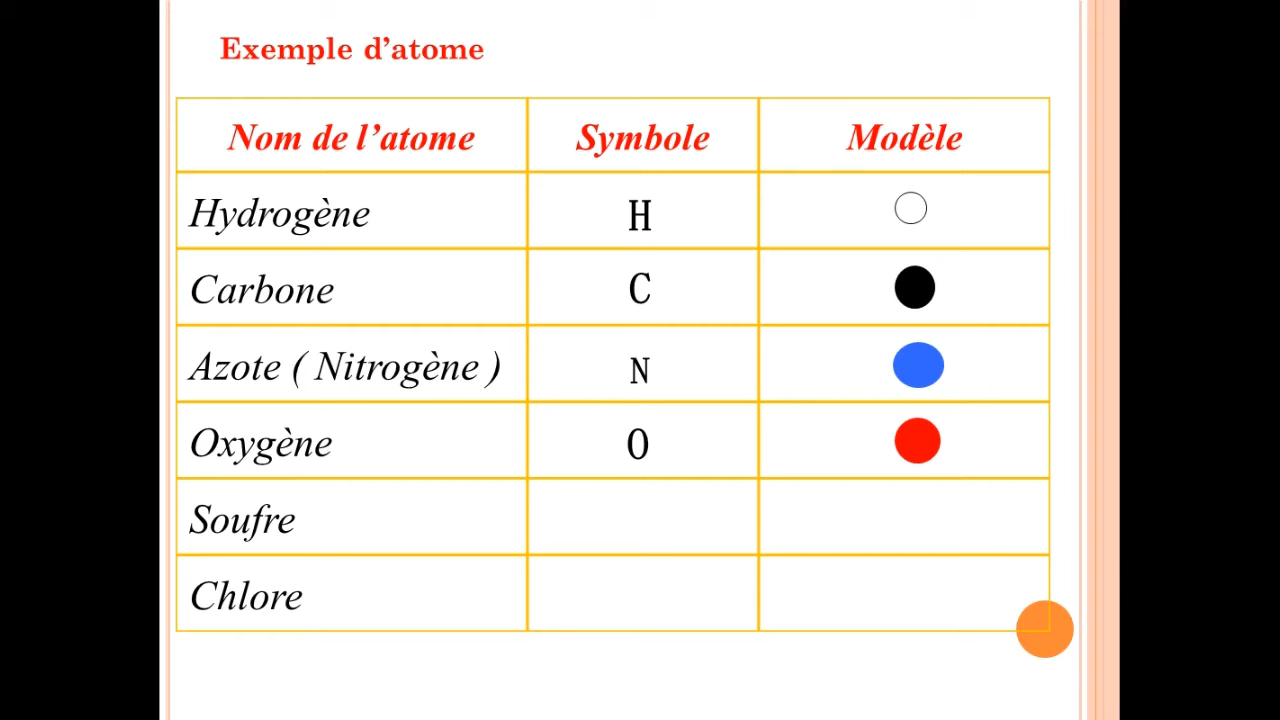 Exemple d’atome
Nom de l’atome Symbole Modèle
Hydrogène H
Carbone C
Azote ( Nitrogène ) N
Oxygène O
Soufre
Chlore